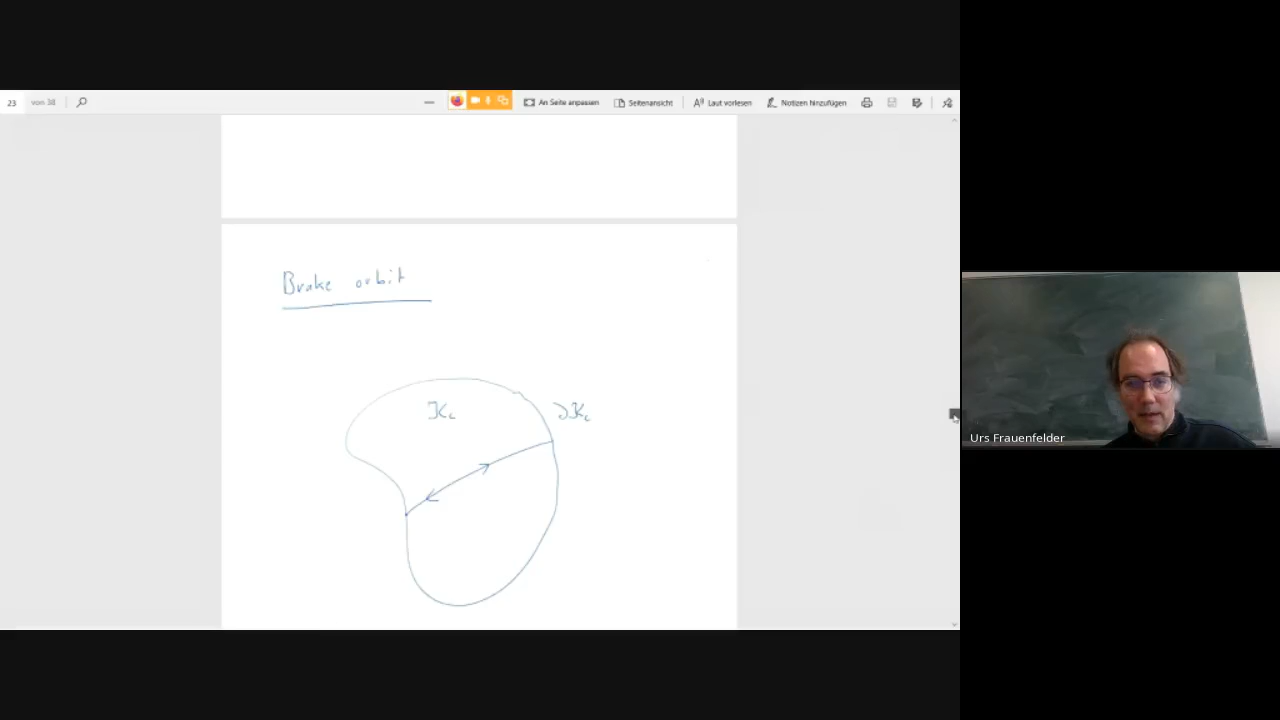 23 von 38 An Seite anpassen Seitenansicht Laut vorlesen Notizen hinzufügen
Brake orbit
𝒦c ∂𝒦c
Urs Frauenfelder